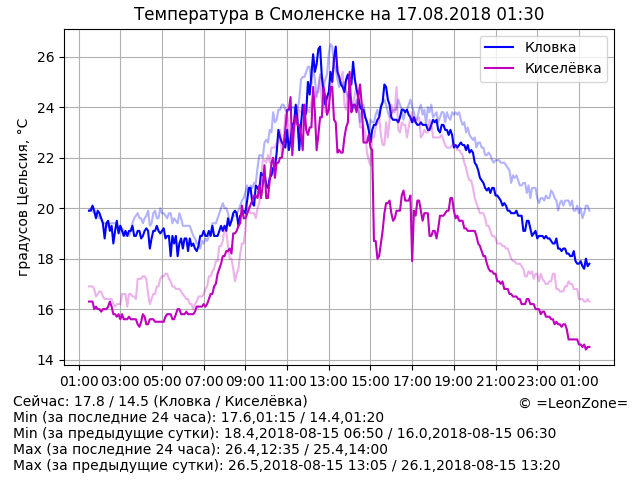 Температура в Смоленске на 17.08.2018 01:30
Кловка
Киселёвка
градусов Цельсия, °C
26
24
22
20
18
16
14
01:00 03:00 05:00 07:00 09:00 11:00 13:00 15:00 17:00 19:00 21:00 23:00 01:00
Сейчас: 17.8 / 14.5 (Кловка / Киселёвка)
© =LeonZone=
Min (за последние 24 часа): 17.6,01:15 / 14.4,01:20
Min (за предыдущие сутки): 18.4,2018-08-15 06:50 / 16.0,2018-08-15 06:30
Max (за последние 24 часа): 26.4,12:35 / 25.4,14:00
Max (за предыдущие сутки): 26.5,2018-08-15 13:05 / 26.1,2018-08-15 13:20